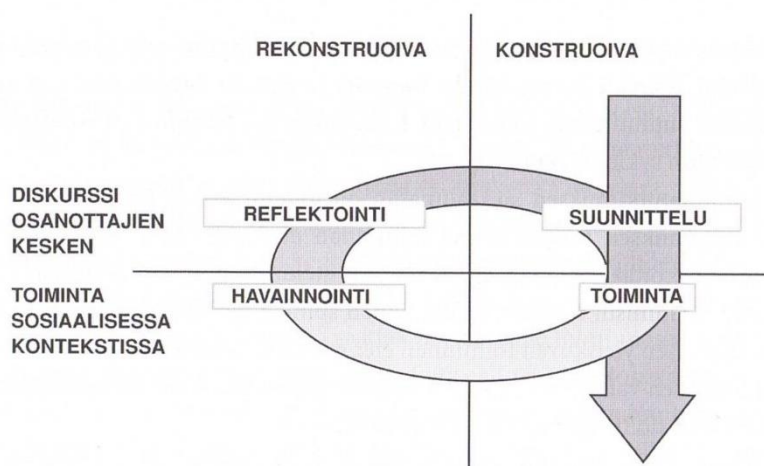 REKONSTRUOIVA
KONSTRUOIVA
DISKURSSI
OSANOTTAJIEN
KESKEN
REFLEKTOINTI
SUUNNITTELU
TOIMINTA
SOSIAALISESSA
KONTEKSTISSA
HAVAINNOINTI
TOIMINTA